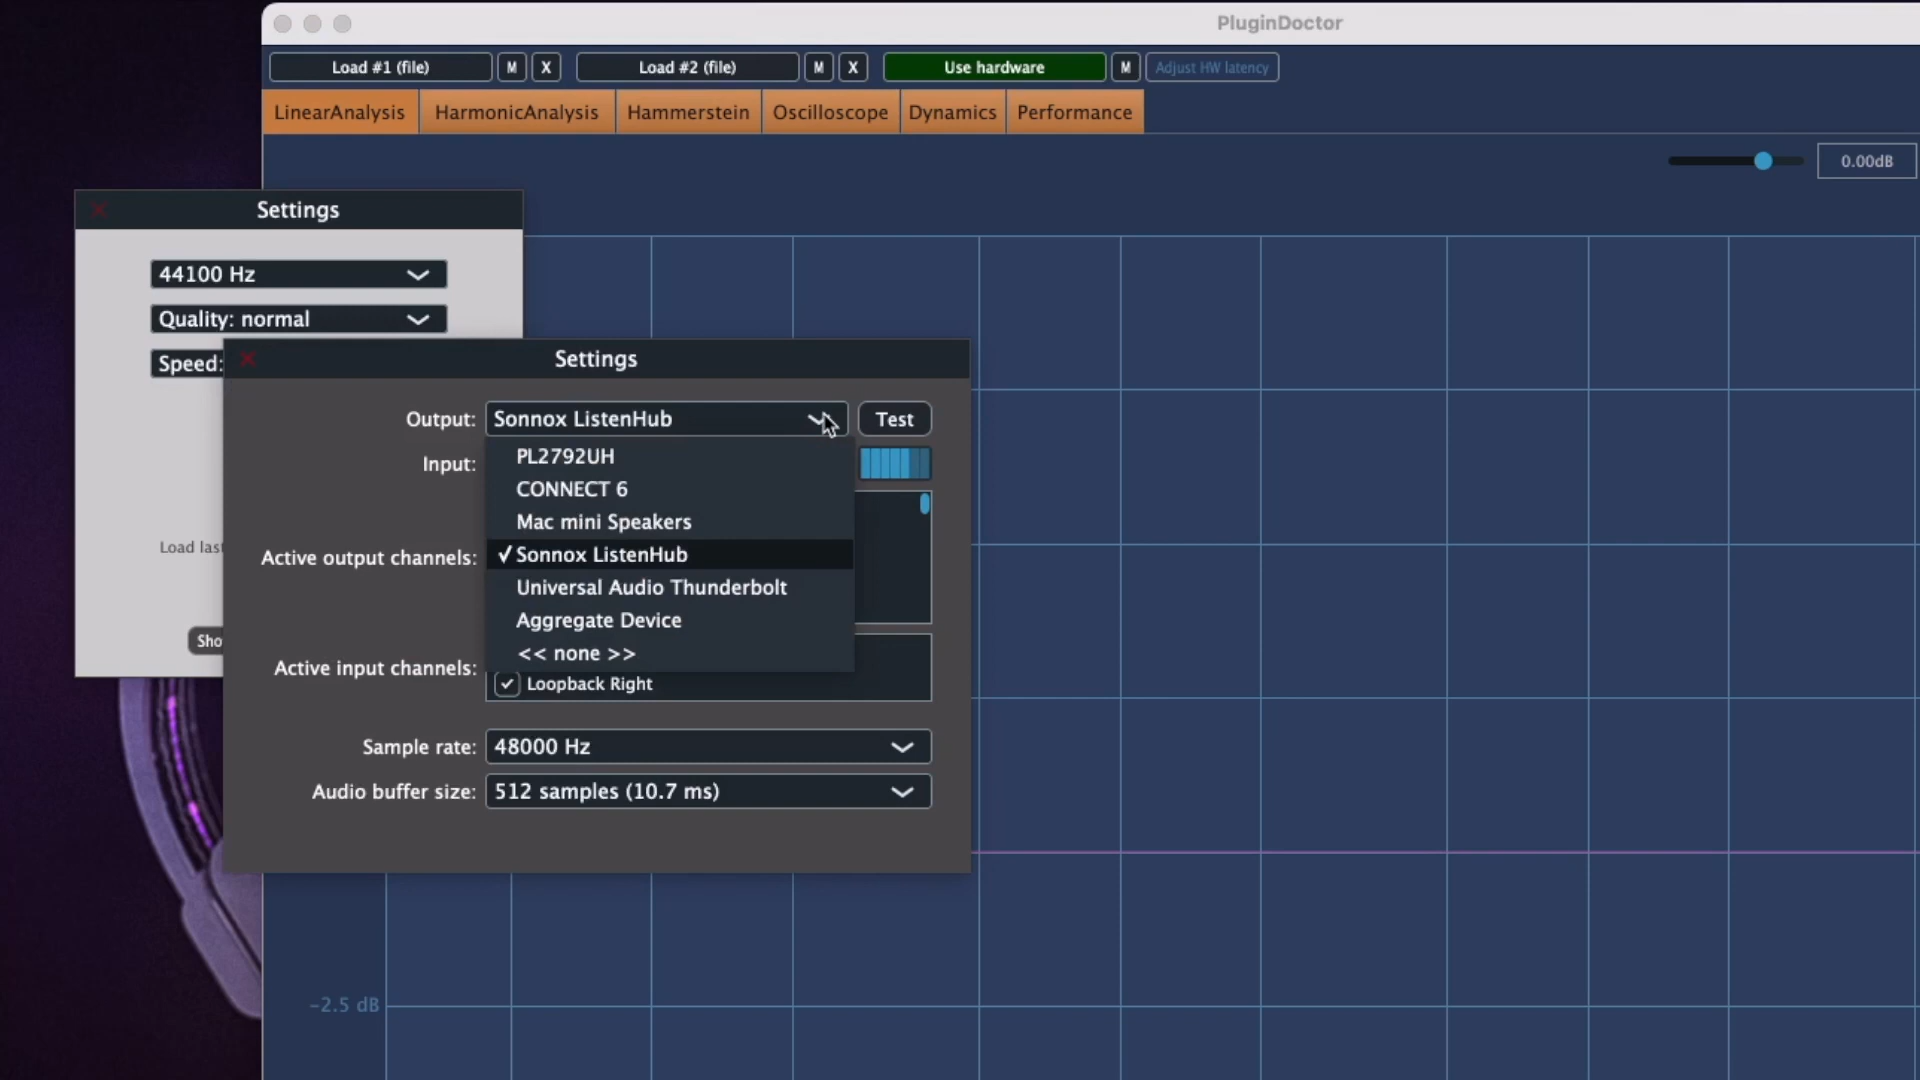 PluginDoctor
Load #1 (file) M X Load #2 (file) M X Use hardware M Adjust HW latency
LinearAnalysis HarmonicAnalysis Hammerstein Oscilloscope Dynamics Performance
0.00dB
Settings
44100 Hz
Quality: normal
Speed:
Load las
Sho
Settings
Output: Sonnox ListenHub Test
Input:
PL2792UH
CONNECT 6
Mac mini Speakers
✓ Sonnox ListenHub
Universal Audio Thunderbolt
Aggregate Device
<< none >>
Active output channels:
Active input channels:
Loopback Right
Sample rate: 48000 Hz
Audio buffer size: 512 samples (10.7 ms)
-2.5 dB